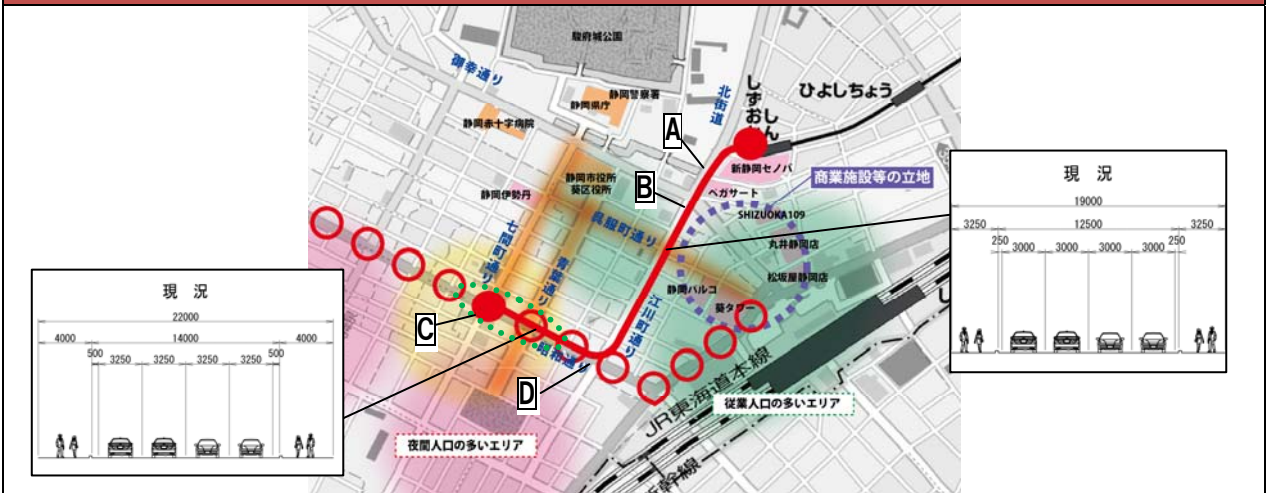 駿府城公園
御幸通り
静岡警察署
静岡県庁
静岡赤十字病院
北街道
しずおか
しん
ひよしちょう
A
新静岡セノバ
商業施設等の立地
B
ペガサート
SHIZUOKA109
静岡市役所
葵区役所
静岡伊勢丹
呉服町通り
七間町通り
青葉通り
丸井静岡店
松坂屋静岡店
静岡パルコ
葵タワー
江川町通り
C
昭和通り
D
JR東海道本線
従業人口の多いエリア
夜間人口の多いエリア
新幹線
現 況
22000
4000
14000
4000
500
3250
3250
3250
3250
500
現 況
19000
3250
12500
3250
250
3000
3000
3000
3000
250